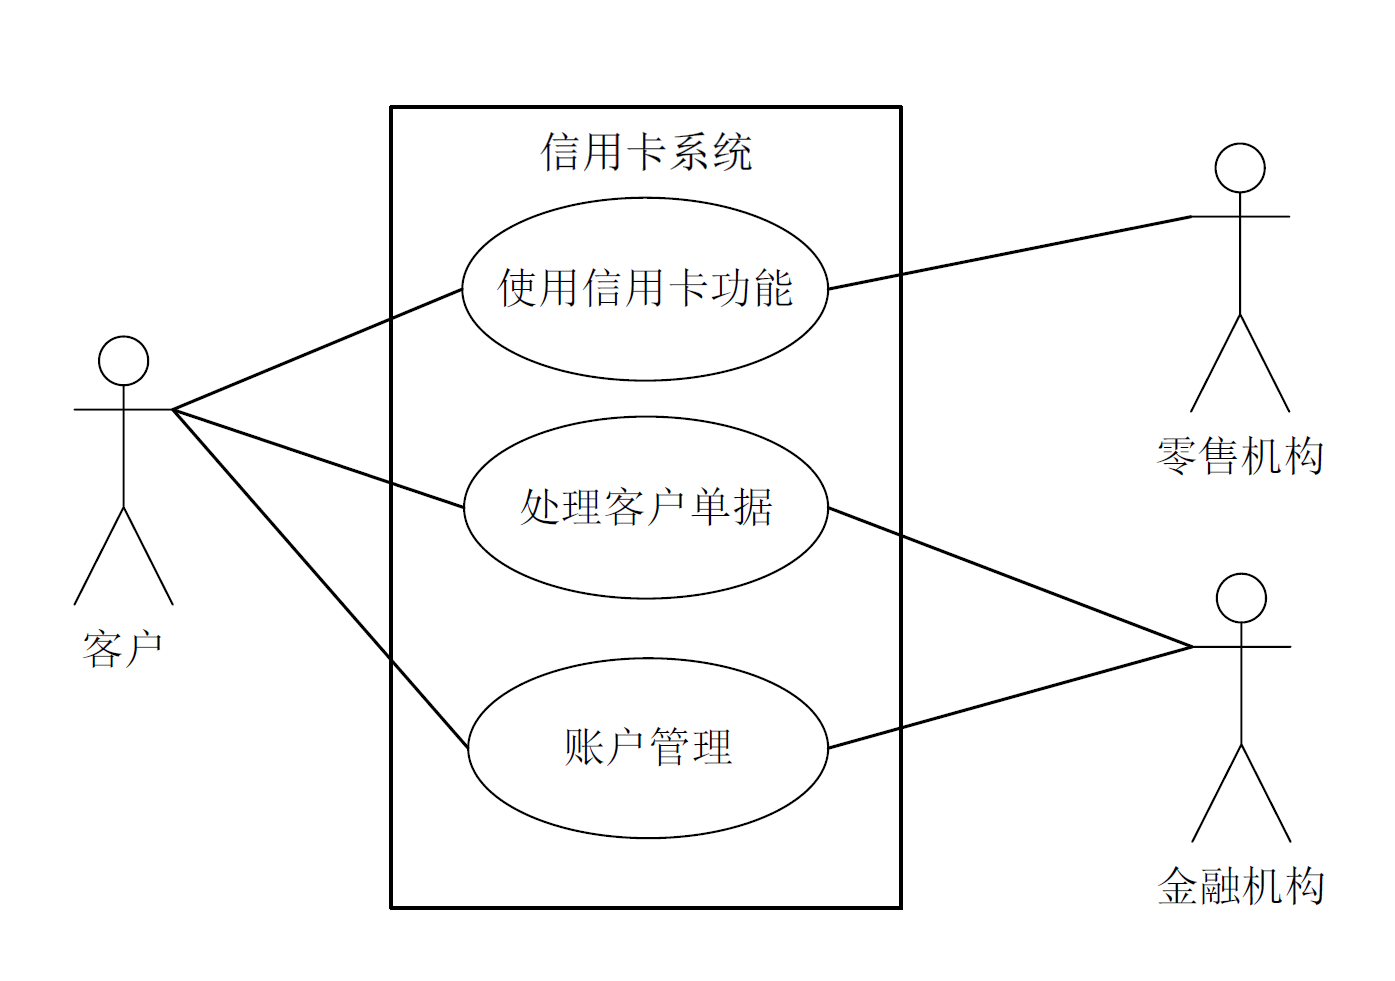 信用卡系统
使用信用卡功能
处理客户单据
账户管理
客户
零售机构
金融机构